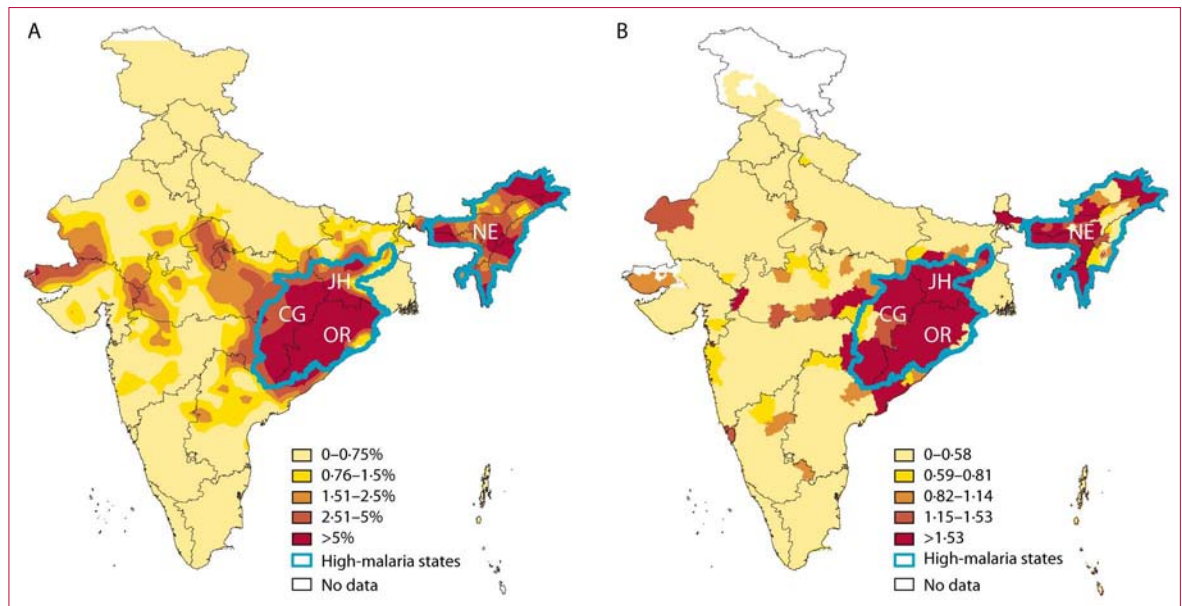 A
NE
JH
CG
OR
0–0·75%
0·76–1·5%
1·51–2·5%
2·51–5%
>5%
High-malaria states
No data
B
NE
JH
CG
OR
0–0·58
0·59–0·81
0·82–1·14
1·15–1·53
>1·53
High-malaria states
No data